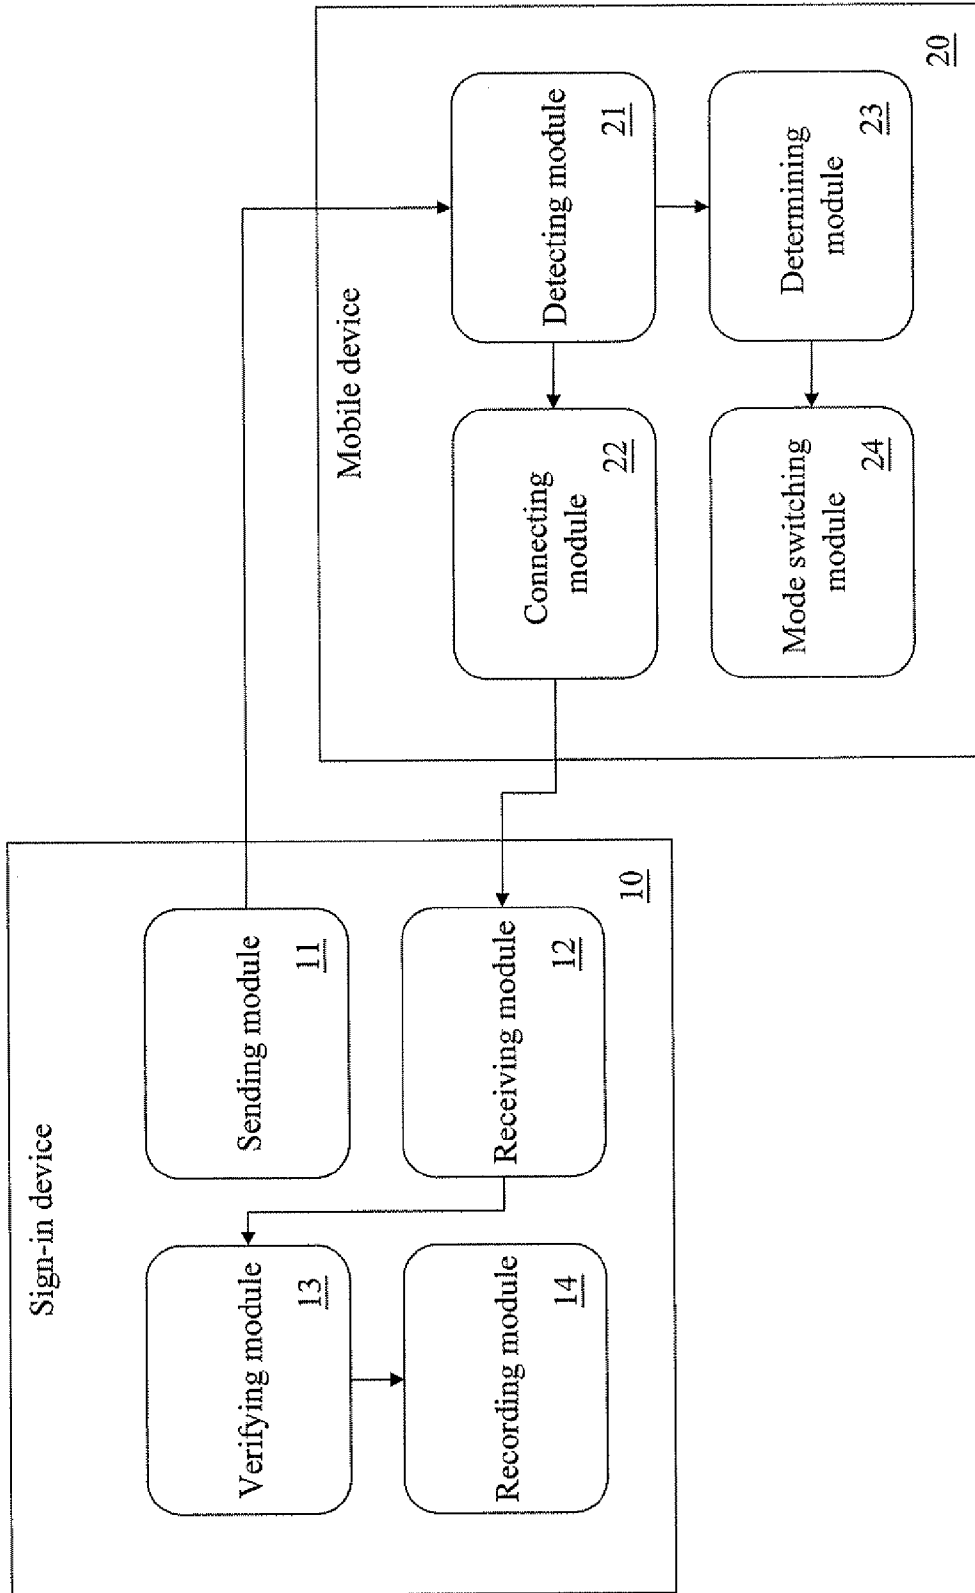 Sign-in device
Verifying module
13
Sending module
11
Recording module
14
Receiving module
12
10
Mobile device
Connecting
module
22
Detecting module
21
Mode switching
module
24
Determining
module
23
20